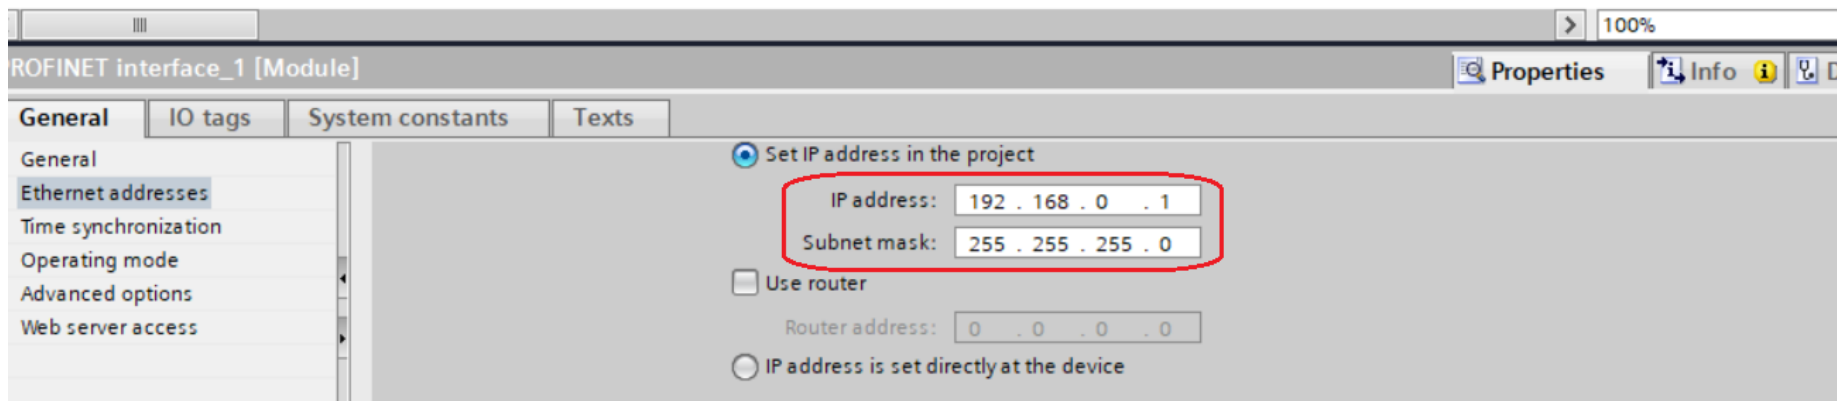 100%
ROFINET interface_1 [Module]
Properties
Info
General
IO tags
System constants
Texts
General
Ethernet addresses
Time synchronization
Operating mode
Advanced options
Web server access
Set IP address in the project
IP address: 192 . 168 . 0 . 1
Subnet mask: 255 . 255 . 255 . 0
Use router
Router address: 0 . 0 . 0 . 0
IP address is set directly at the device